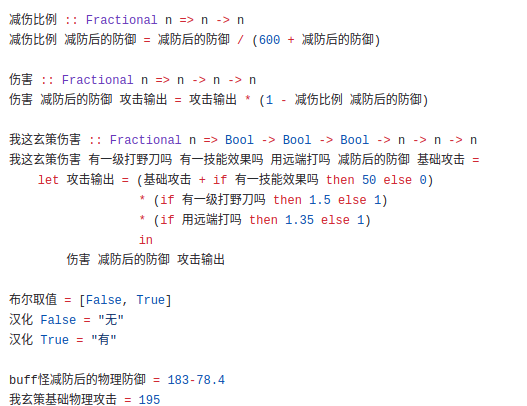 减伤比例 :: Fractional n => n -> n
减伤比例 减防后的防御 = 减防后的防御 / (600 + 减防后的防御)
伤害 :: Fractional n => n -> n -> n
伤害 减防后的防御 攻击输出 = 攻击输出 * (1 - 减伤比例 减防后的防御)
我这玄策伤害 :: Fractional n => Bool -> Bool -> Bool -> n -> n -> n
我这玄策伤害 有一级打野刀吗 有一技能效果吗 用远端打吗 减防后的防御 基础攻击 =
let 攻击输出 = (基础攻击 + if 有一技能效果吗 then 50 else 0)
* (if 有一级打野刀吗 then 1.5 else 1)
* (if 用远端打吗 then 1.35 else 1)
in
伤害 减防后的防御 攻击输出
布尔取值 = [False, True]
汉化 False = "无"
汉化 True = "有"
buff怪减防后的物理防御 = 183-78.4
我玄策基础物理攻击 = 195